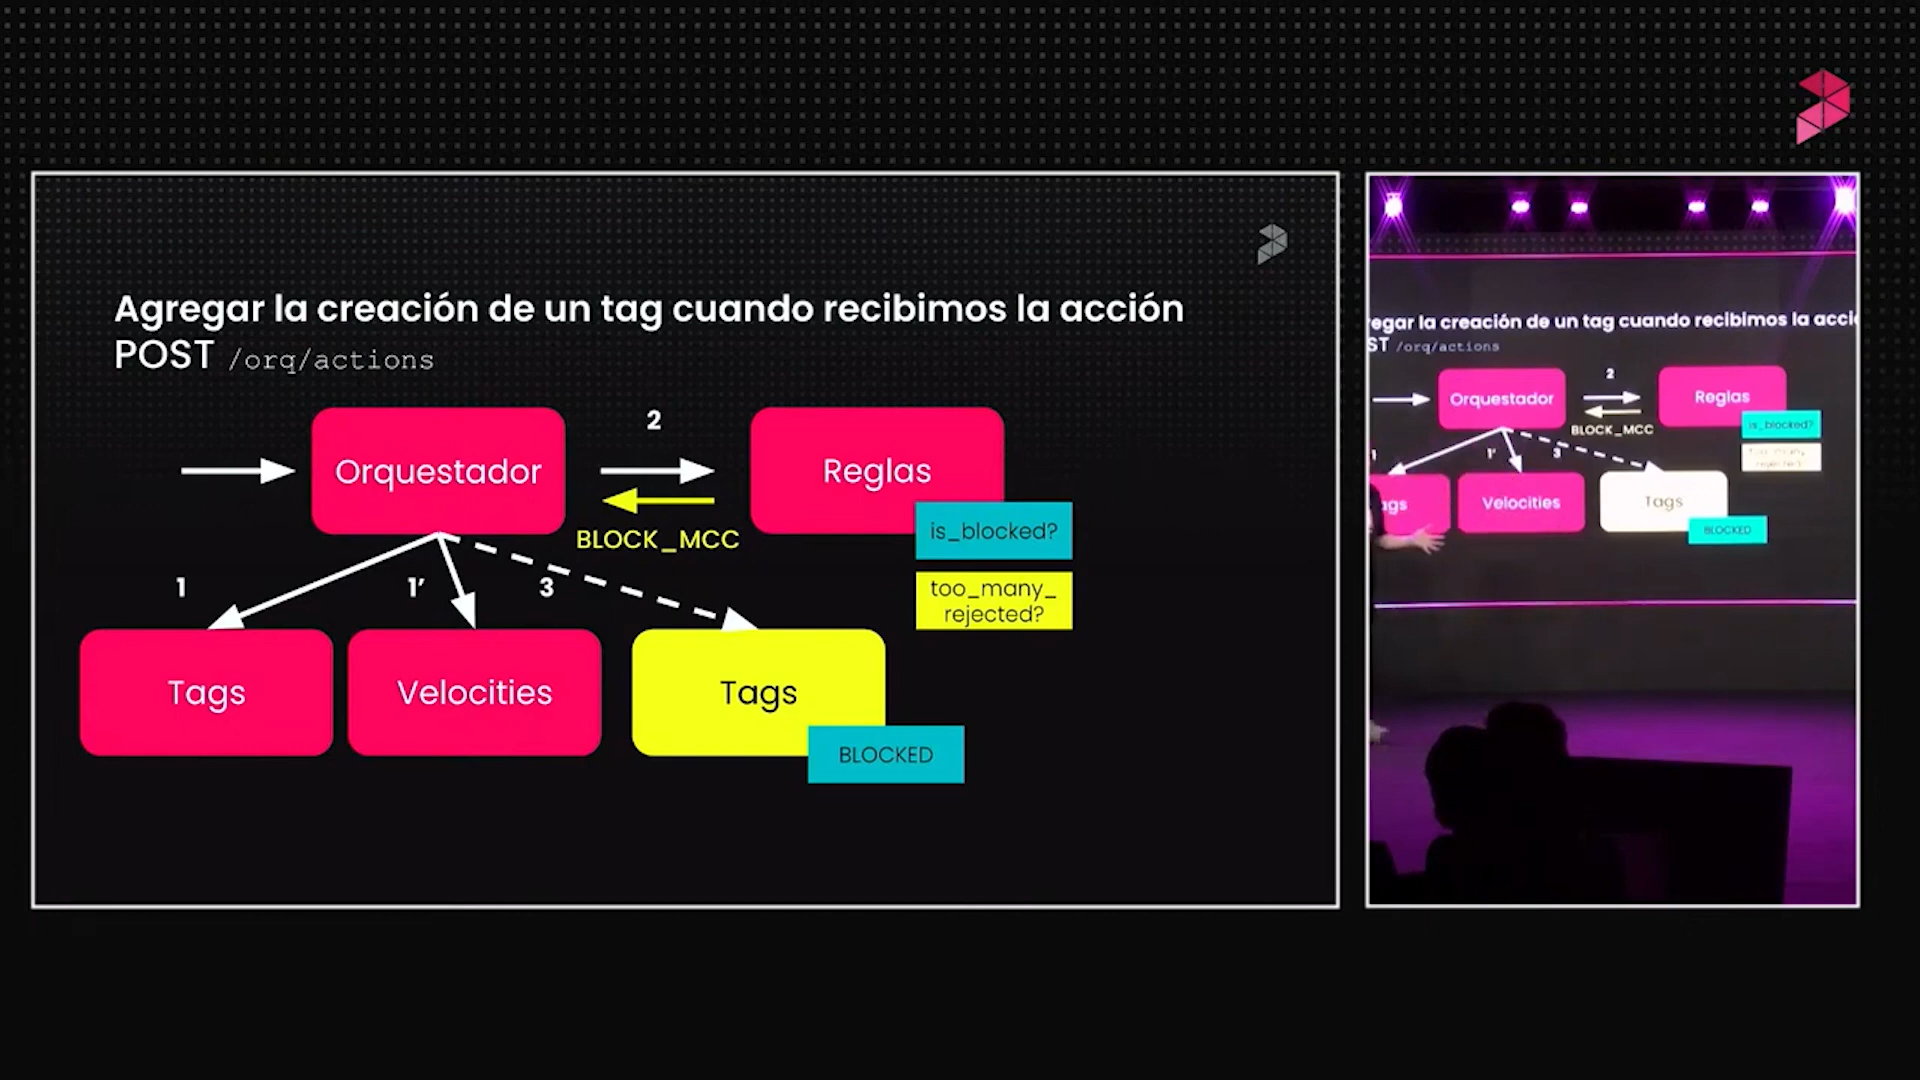 Agregar la creación de un tag cuando recibimos la acción
POST /orq/actions
2
Orquestador
Reglas
BLOCK_MCC
is_blocked?
too_many_
rejected?
1
1'
3
Tags
Velocities
Tags
BLOCKED
egar la creación de un tag cuando recibimos la acci
ST /orq/actions
2
Orquestador
Reglas
BLOCK_MCC
is_blocked?
1
1'
3
ags
Velocities
Tags
BLOCKED